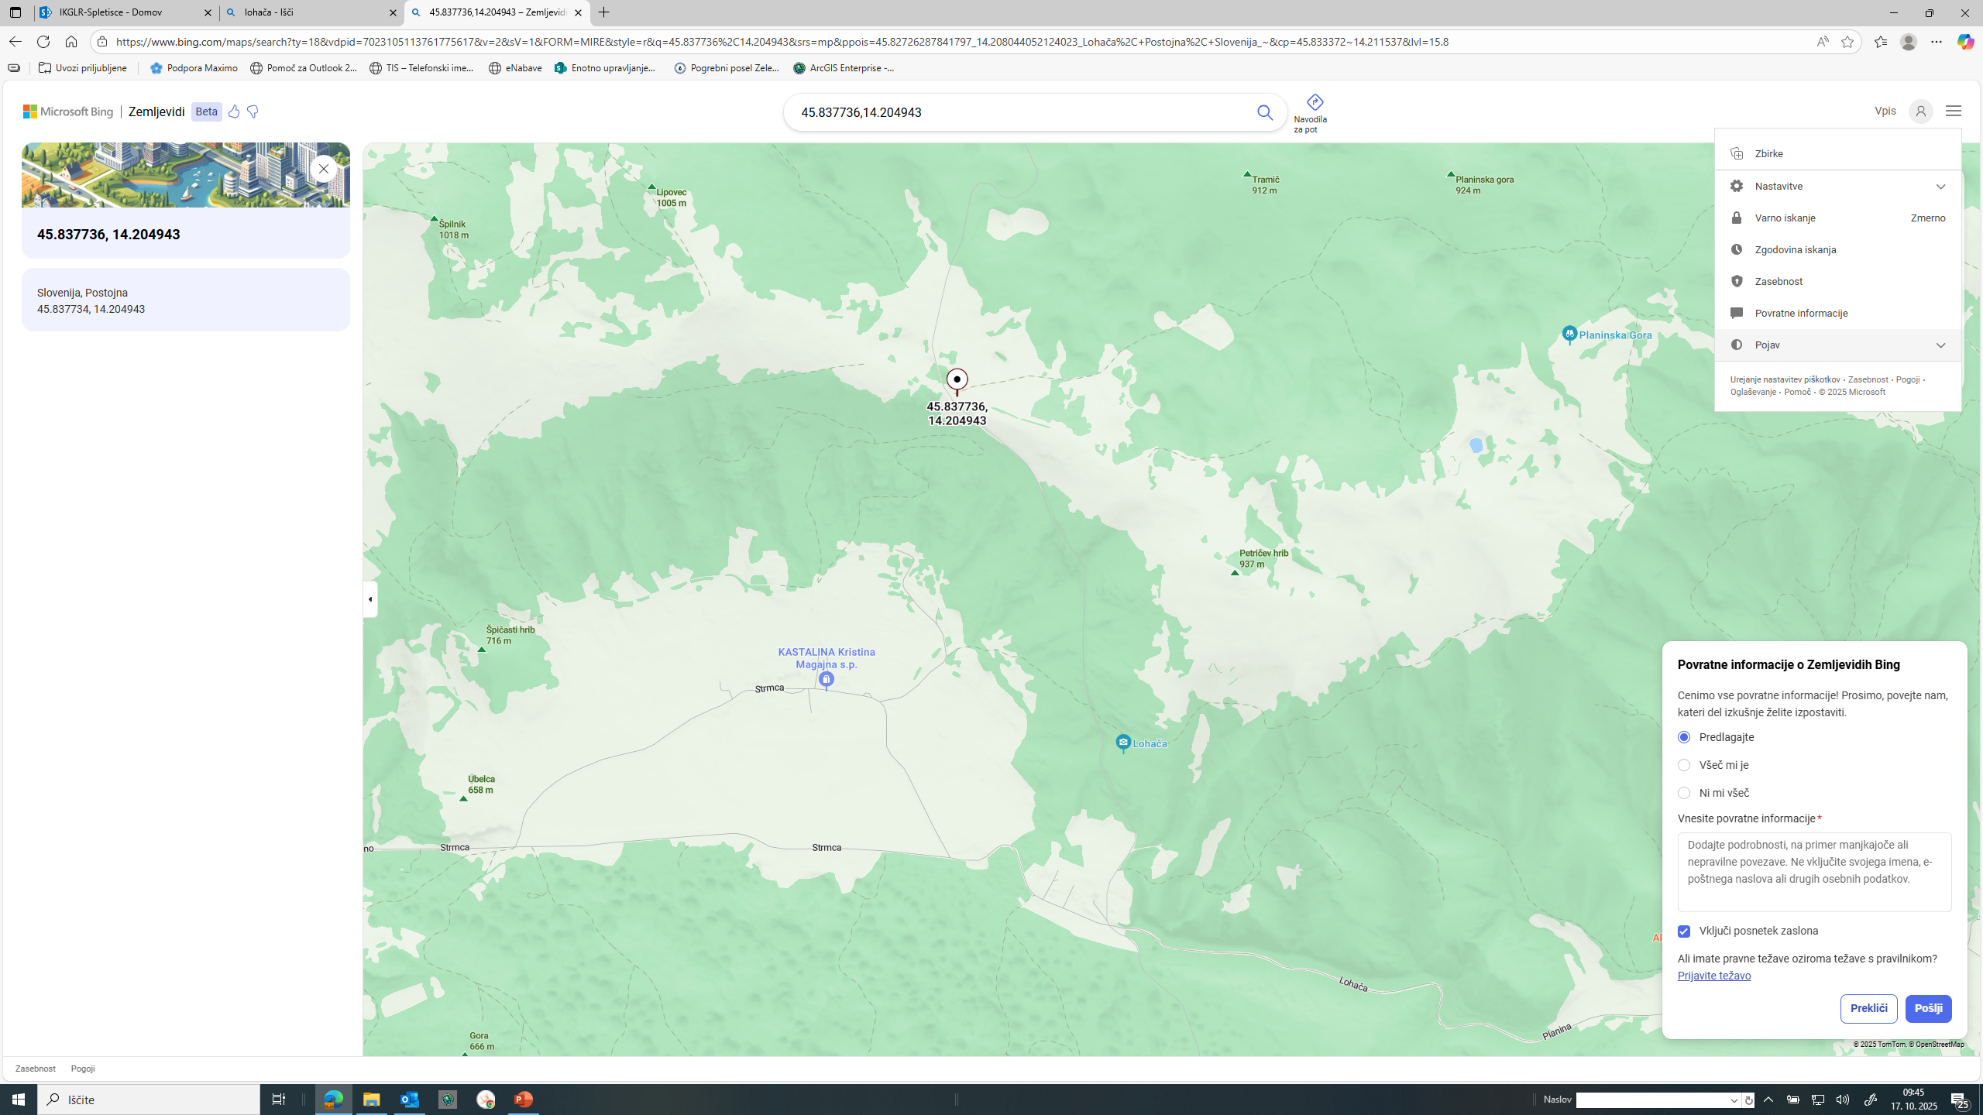 IKGLR-Spletisce - Domov
lohača - Išči
45.837736,14.204943 – Zemljevidi
https://www.bing.com/maps/search?ty=18&vdpid=7023105113761775617&v=2&sV=1&FORM=MIRE&style=r&q=45.837736%2C14.204943&srs=mp&ppois=45.82726287841797_14.208044052124023_Lohača%2C+Postojna%2C+Slovenija_~&cp=45.833372~14.211537&lvl=15.8
Uvozi priljubljene
Podpora Maximo
Pomoč za Outlook 2...
TIS – Telefonski ime...
eNabave
Enotno upravljanje...
Pogrebni posel Zele...
ArcGIS Enterprise -...
Microsoft Bing
Zemljevidi
Beta
45.837736,14.204943
Navodila
za pot
Vpis
45.837736, 14.204943
Slovenija, Postojna
45.837734, 14.204943
Zbirke
Nastavitve
Varno iskanje Zmerno
Zgodovina iskanja
Zasebnost
Povratne informacije
Pojav
Urejanje nastavitev piškotkov • Zasebnost • Pogoji •
Oglaševanje • Pomoč • © 2025 Microsoft
Lipovec
1005 m
Špilnik
1018 m
Tramič
912 m
Planinska gora
924 m
Planinska Gora
45.837736,
14.204943
Petričev hrib
937 m
Špičasti hrib
716 m
KASTALINA Kristina
Magajna s.p.
Strmca
Lohača
Ubelca
658 m
no
Strmca
Strmca
Lohača
Planina
Gora
666 m
Povratne informacije o Zemljevidih Bing
Cenimo vse povratne informacije! Prosimo, povejte nam,
kateri del izkušnje želite izpostaviti.
Predlagajte
Všeč mi je
Ni mi všeč
Vnesite povratne informacije*
Dodajte podrobnosti, na primer manjkajoče ali
nepravilne povezave. Ne vključite svojega imena, e-
poštnega naslova ali drugih osebnih podatkov.
Vključi posnetek zaslona
Ali imate pravne težave oziroma težave s pravilnikom?
Prijavite težavo
Prekliči
Pošlji
© 2025 TomTom, © OpenStreetMap
Zasebnost
Pogoji
Iščite
Naslov
09:45
17. 10. 2025
25